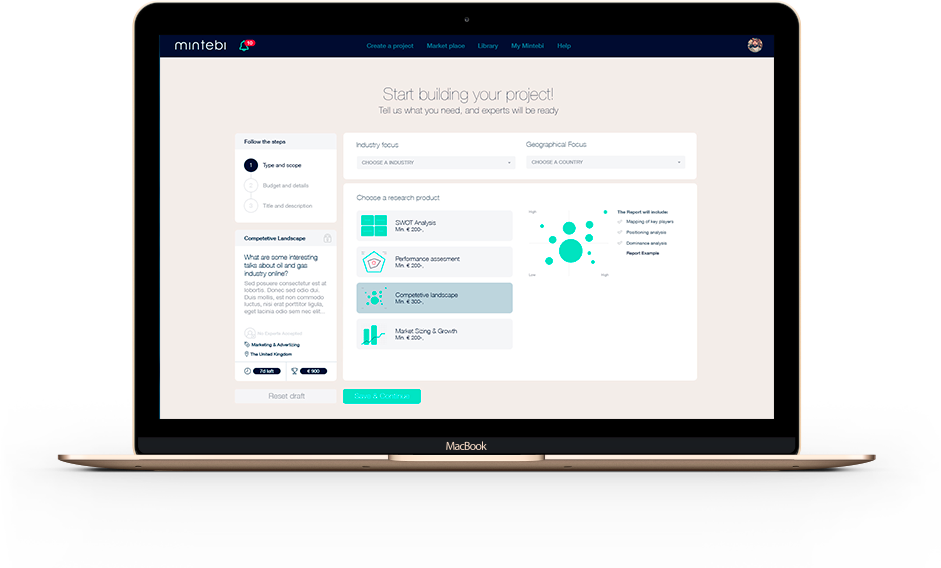 mintebi
10
Create a project
Market place
Library
My Mintebi
Help
Start building your project!
Tell us what you need, and experts will be ready
Follow the steps
1
Type and scope
2
Budget and details
3
Title and description
Competetive Landscape
What are some interesting
talks about oil and gas
industry online?
Sed posuere consectetur est at
lobortis. Donec sed odio dui.
Duis mollis, est non commodo
luctus, nisi erat porttitor ligula,
eget lacinia odio sem nec elit...
No Experts Accepted
Marketing & Advertizing
The United Kingdom
7d left
€ 900
Reset draft
Industry focus
CHOOSE A INDUSTRY
Geographical Focus
CHOOSE A COUNTRY
Choose a research product
SWOT Analysis
Min. € 200-,
Performance assesment
Min. € 200-,
Competetive landscape
Min. € 300-,
Market Sizing & Growth
Min. € 200-,
High
Low
High
The Report will include:
Mapping of key players
Positioning analysis
Dominance analysis
Report Example
Save & Continue
MacBook